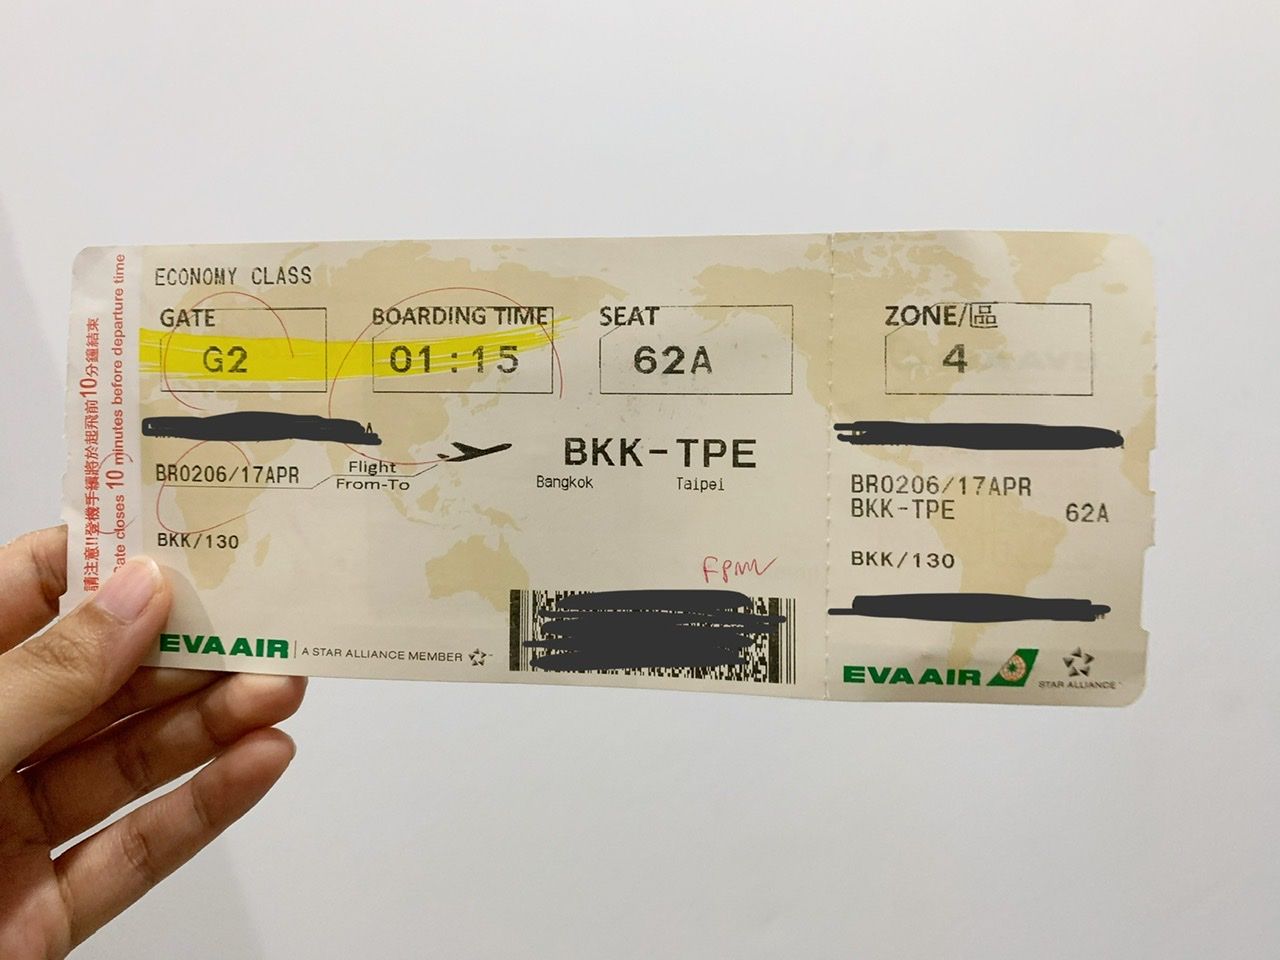 ECONOMY CLASS
GATE
G2
BOARDING TIME
01:15
SEAT
62A
BR0206/17APR
Flight
From-To
BKK-TPE
Bangkok
Taipei
BKK/130
FPML
EVA AIR
A STAR ALLIANCE MEMBER
請注意!!登機手續將於起飛前10分鐘結束
Gate closes 10 minutes before departure time
ZONE/區
4
BR0206/17APR
BKK-TPE
62A
BKK/130
EVA AIR
STAR ALLIANCE